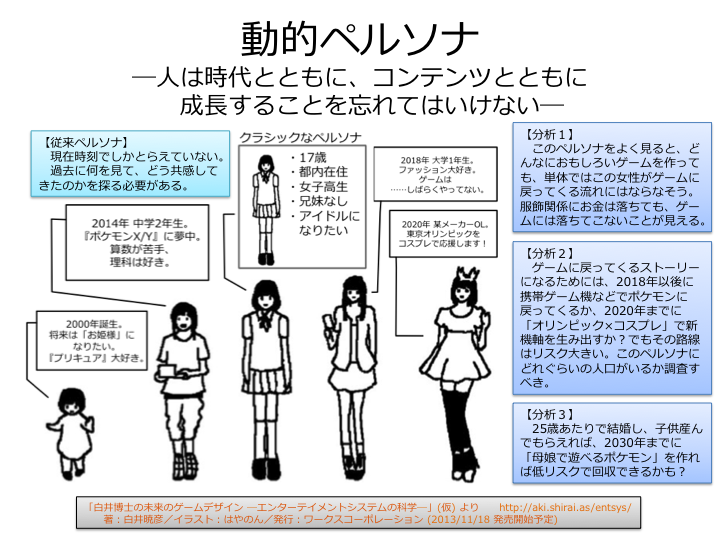 動的ペルソナ
―人は時代とともに、コンテンツとともに
成長することを忘れてはいけない―
【従来ペルソナ】
現在時刻でしかとらえていない。
過去に何を見て、どう共感して
きたのかを探る必要がある。
クラシックなペルソナ
・17歳
・都内在住
・女子高生
・兄妹なし
・アイドルに
なりたい
2018年 大学1年生。
ファッション大好き。
ゲームは
……しばらくやってない。
2014年 中学2年生。
『ポケモンX/Y』に夢中。
算数が苦手、
理科は好き。
2020年 某メーカーOL。
東京オリンピックを
コスプレで応援します！
2000年誕生。
将来は「お姫様」に
なりたい。
『プリキュア』大好き。
【分析１】
このペルソナをよく見ると、ど
んなにおもしろいゲームを作って
も、単体ではこの女性がゲームに
戻ってくる流れにはならなそう。
服飾関係にお金は落ちても、ゲー
ムには落ちてこないことが見える。
【分析２】
ゲームに戻ってくるストーリー
になるためには、2018年以後に
携帯ゲーム機などでポケモンに
戻ってくるか、2020年までに
「オリンピック×コスプレ」で新
機軸を生み出すか？でもその路線
はリスク大きい。このペルソナに
どれぐらいの人口がいるか調査す
べき。
【分析３】
25歳あたりで結婚し、子供産ん
でもらえれば、2030年までに
「母娘で遊べるポケモン」を作れ
ば低リスクで回収できるかも？
「白井博士の未来のゲームデザイン ―エンターテイメントシステムの科学―」(仮) より http://aki.shirai.as/entsys/
著：白井暁彦／イラスト：はやのん／発行：ワークスコーポレーション (2013/11/18 発売開始予定)